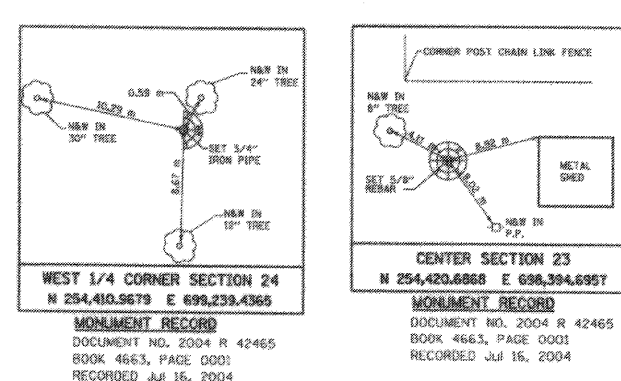 N&W IN
24" TREE
0.59 m
10.29 m
N&W IN
30" TREE
SET 3/4"
IRON PIPE
8.67 m
N&W IN
12" TREE
WEST 1/4 CORNER SECTION 24
N 254,410.9679 E 699,239.4365
MONUMENT RECORD
DOCUMENT NO. 2004 R 42465
BOOK 4663, PAGE 0001
RECORDED Jul 16, 2004
CORNER POST CHAIN LINK FENCE
N&W IN
8" TREE
4.11 m
METAL
SHED
SET 5/8"
REBAR
N&W IN
P.P.
CENTER SECTION 23
N 254,420.6868 E 698,394.6957
MONUMENT RECORD
DOCUMENT NO. 2004 R 42465
BOOK 4663, PAGE 0001
RECORDED Jul 16, 2004